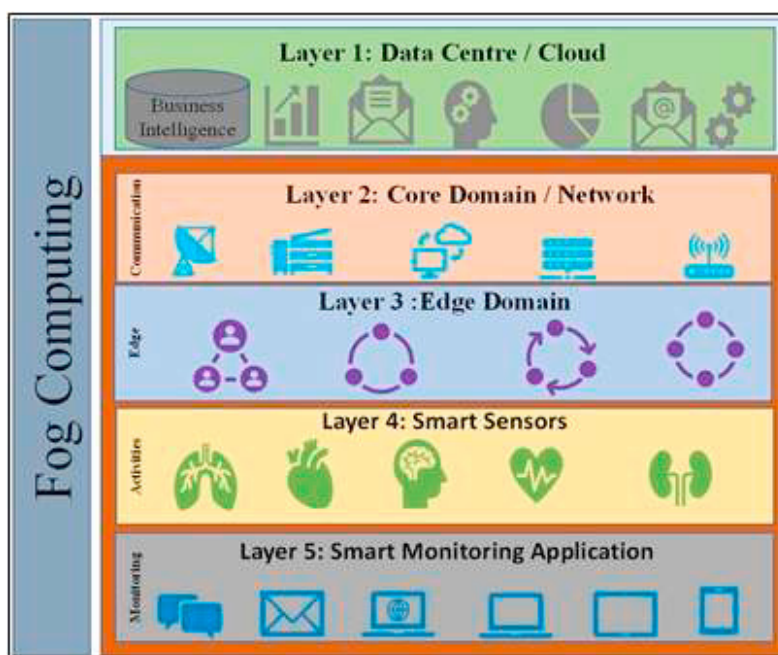 Fog Computing
Layer 1: Data Centre / Cloud
Business
Intelligence
@
Communication
Layer 2: Core Domain / Network
Edge
Layer 3 :Edge Domain
Activities
Layer 4: Smart Sensors
Monitoring
Layer 5: Smart Monitoring Application